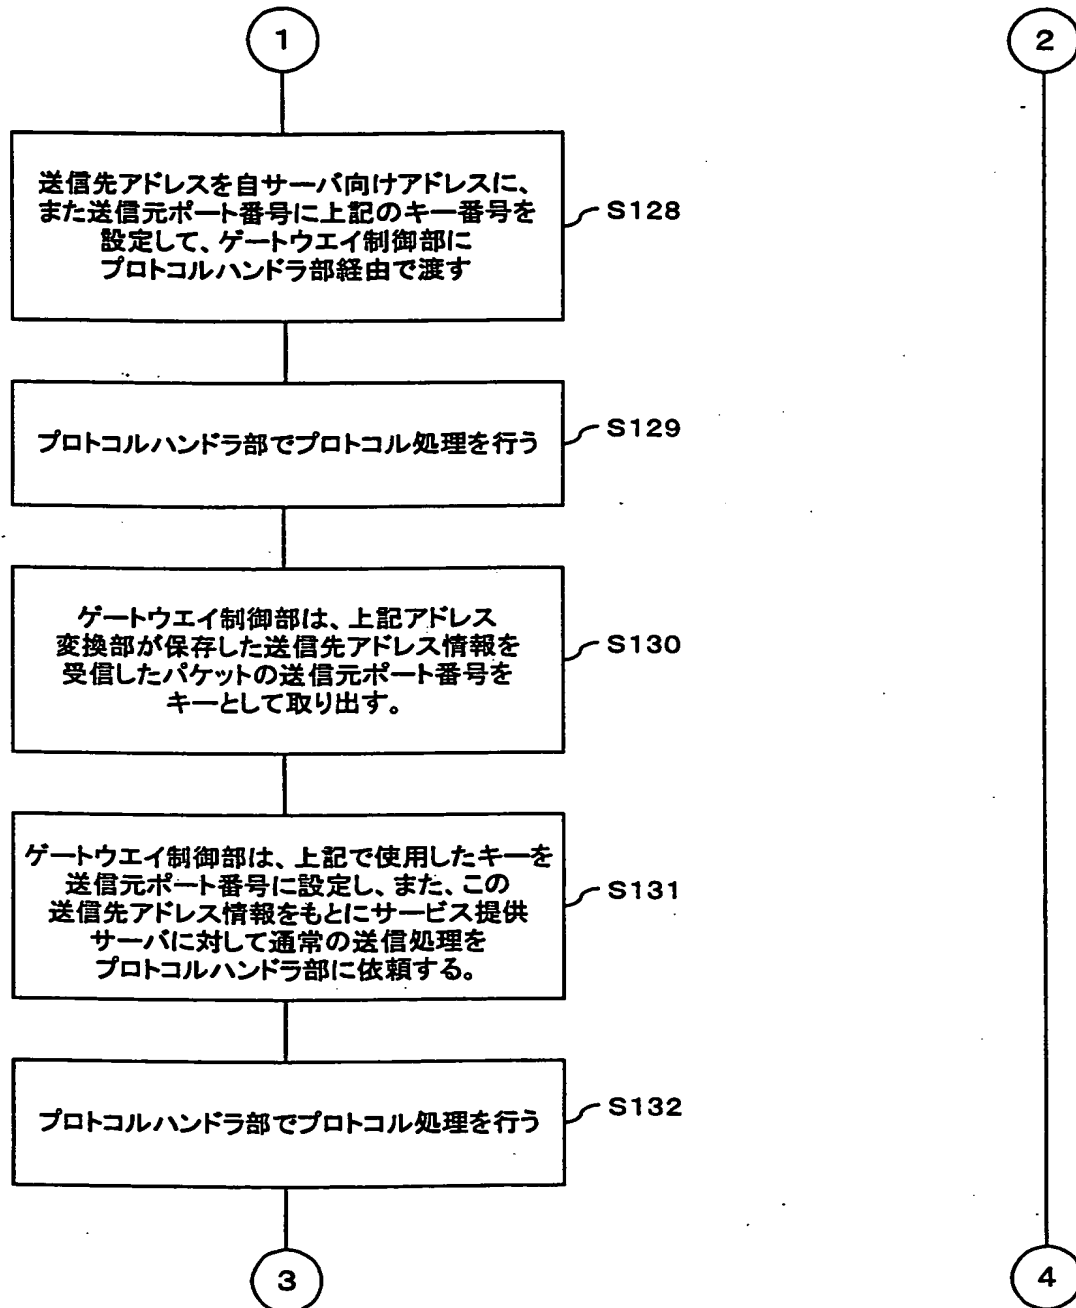 1
2
送信先アドレスを自サーバ向けアドレスに、
また送信元ポート番号に上記のキー番号を
設定して、ゲートウエイ制御部に
プロトコルハンドラ部経由で渡す
S128
プロトコルハンドラ部でプロトコル処理を行う
S129
ゲートウエイ制御部は、上記アドレス
変換部が保存した送信先アドレス情報を
受信したパケットの送信元ポート番号を
キーとして取り出す。
S130
ゲートウエイ制御部は、上記で使用したキーを
送信元ポート番号に設定し、また、この
送信先アドレス情報をもとにサービス提供
サーバに対して通常の送信処理を
プロトコルハンドラ部に依頼する。
S131
プロトコルハンドラ部でプロトコル処理を行う
S132
3
4